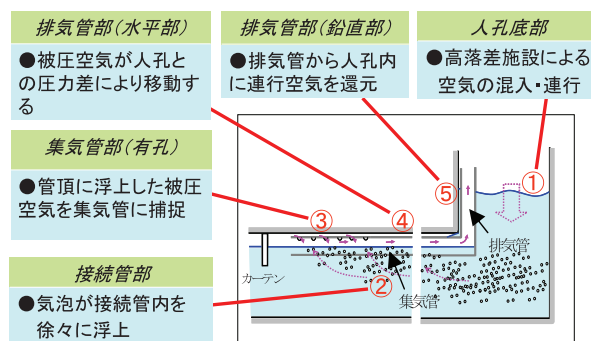 排気管部(水平部)
●被圧空気が人孔と
の圧力差により移動す
る
排気管部(鉛直部)
●排気管から人孔内
に連行空気を還元
人孔底部
●高落差施設による
空気の混入・連行
集気管部(有孔)
●管頂に浮上した被圧
空気を集気管に捕捉
接続管部
●気泡が接続管内を
徐々に浮上
①
⑤
③
④
②
排気管
カーテン
集気管